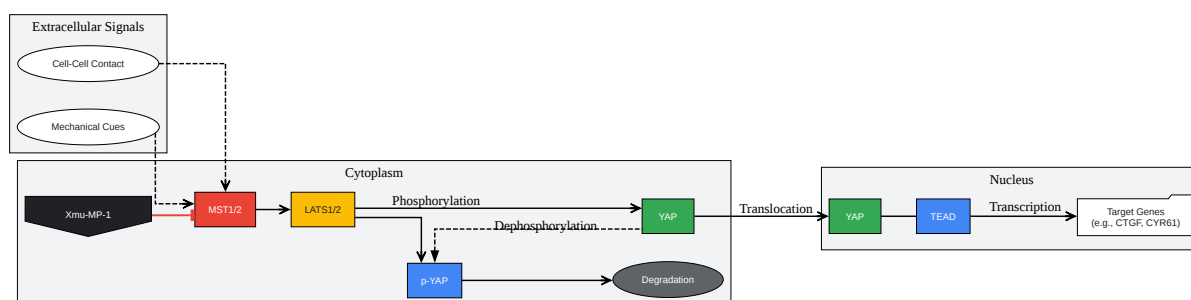 Extracellular Signals
Cell-Cell Contact
Mechanical Cues
Cytoplasm
Xmu-MP-1
MST1/2
LATS1/2
Phosphorylation
YAP
Dephosphorylation
p-YAP
Degradation
Translocation
Nucleus
YAP
TEAD
Transcription
Target Genes
(e.g., CTGF, CYR61)